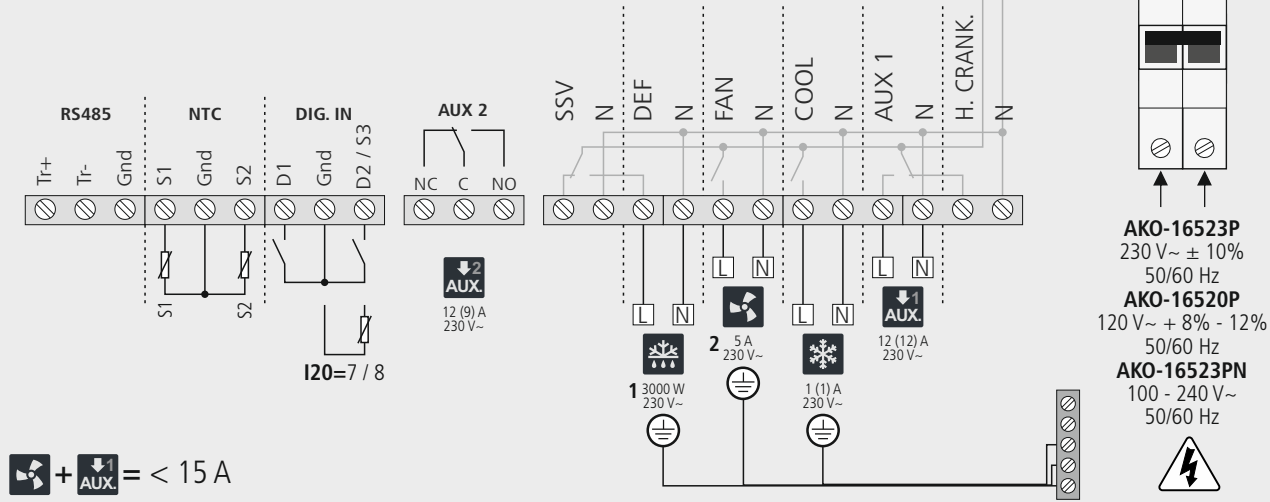 RS485
NTC
DIG. IN
AUX 2
Tr+
Tr-
Gnd
S1
Gnd
S2
D1
Gnd
D2 / S3
NC C NO
SSV
N
DEF
N
FAN
N
COOL
N
AUX 1
N
H. CRANK.
N
S1
S2
I20=7 / 8
2
AUX.
12 (9) A
230 V~
L N
1 3000 W
230 V~
L N
2 5 A
230 V~
L N
1 (1) A
230 V~
L N
1
AUX.
12 (12) A
230 V~
AKO-16523P
230 V~ ± 10%
50/60 Hz
AKO-16520P
120 V~ + 8% - 12%
50/60 Hz
AKO-16523PN
100 - 240 V~
50/60 Hz
+ 1 AUX. = < 15 A